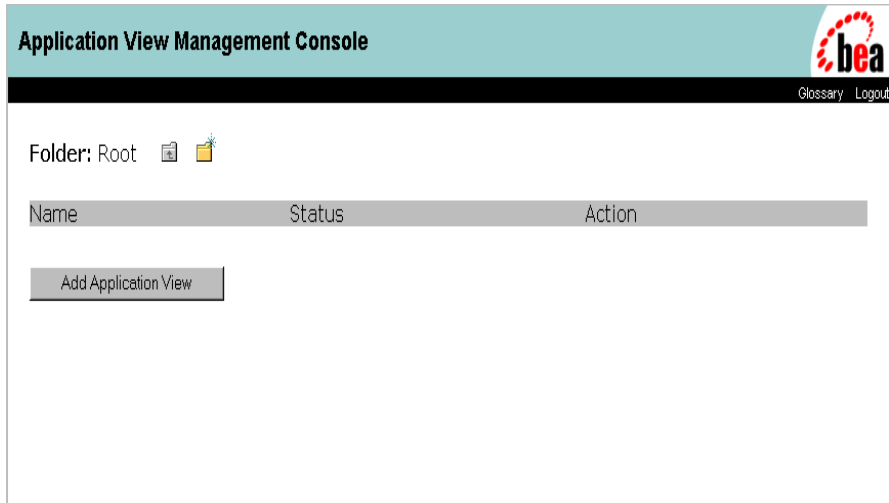 Application View Management Console
bea
Glossary Logout
Folder: Root
Name Status Action
Add Application View